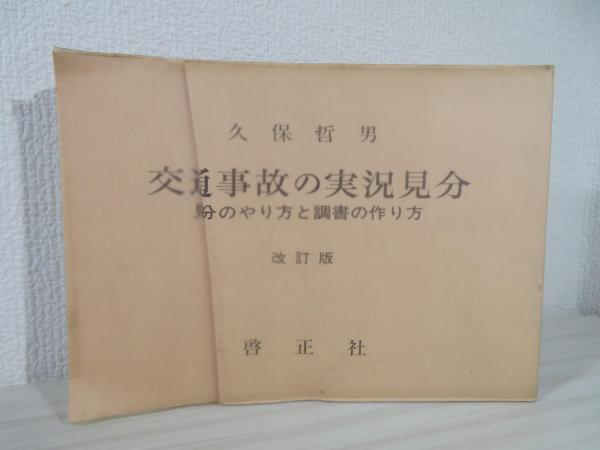 久保哲男
交通事故の実況見分
見分のやり方と調書の作り方
改訂版
啓正社